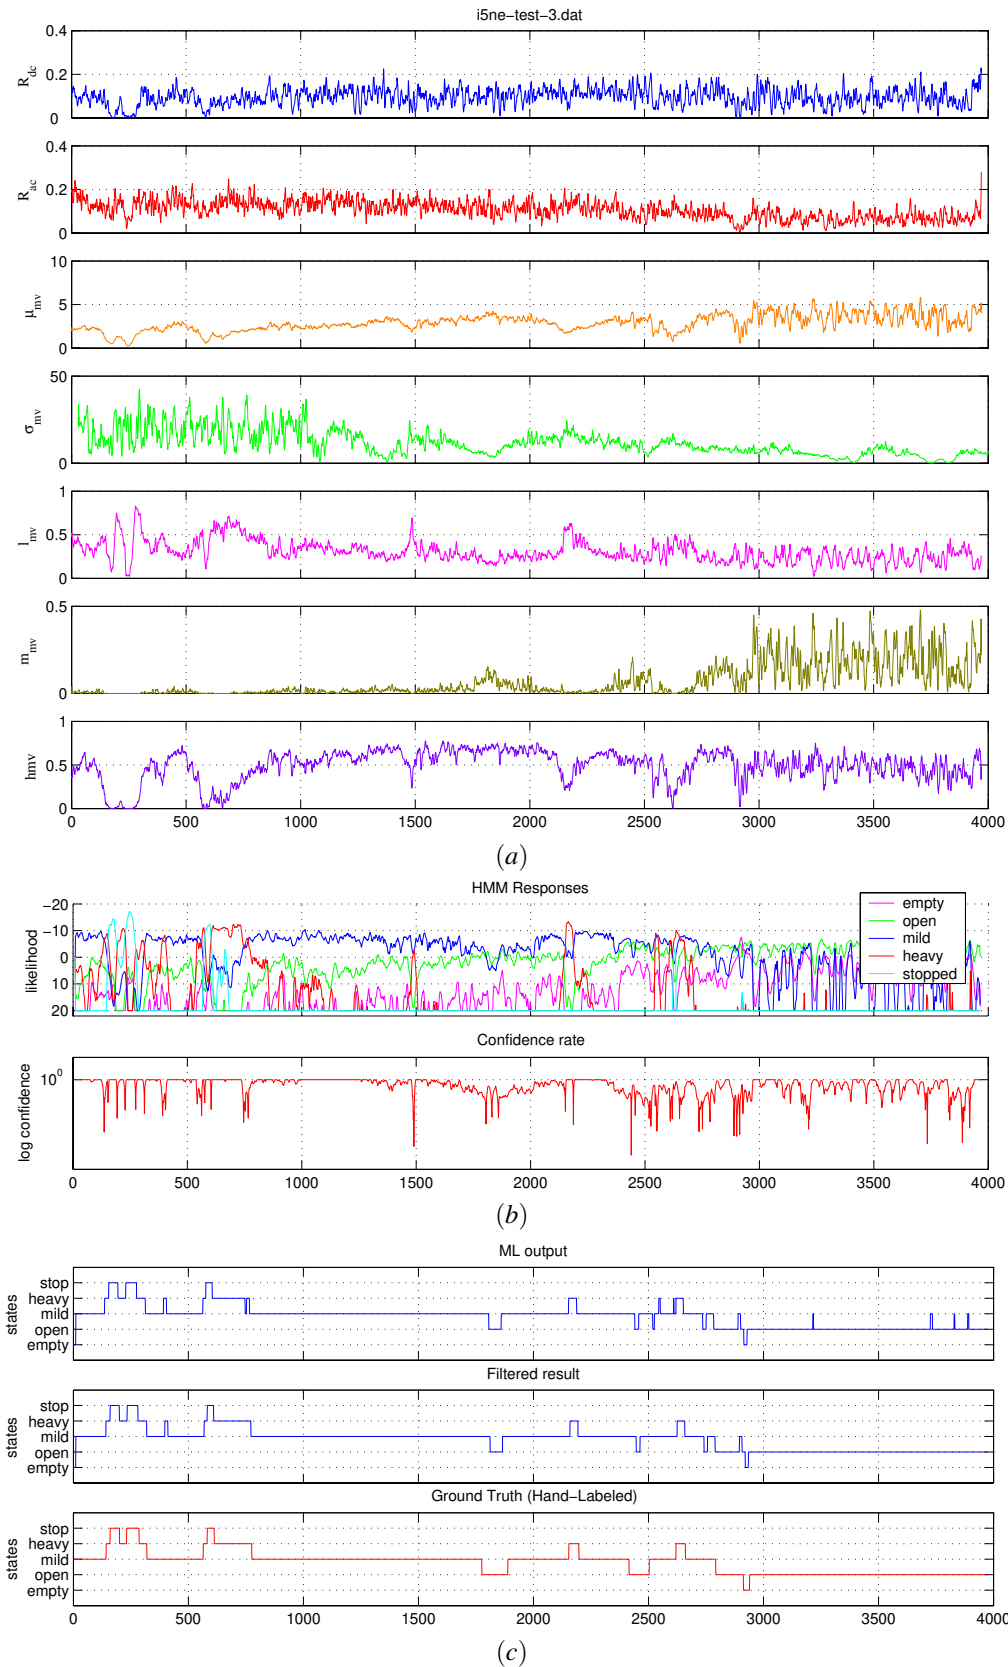 i5ne-test-3.dat
0.4
0.2
0
R_dc
0.4
0.2
0
R_ac
10
5
0
μ_mv
50
0
σ_mv
1
0.5
0
l_mv
0.5
0
m_mv
1
0.5
0
hmv
0 500 1000 1500 2000 2500 3000 3500 4000
(a)
HMM Responses
-20
-10
0
10
20
likelihood
empty
open
mild
heavy
stopped
Confidence rate
10^0
log confidence
0 500 1000 1500 2000 2500 3000 3500 4000
(b)
ML output
stop
heavy
mild
open
empty
states
Filtered result
stop
heavy
mild
open
empty
states
Ground Truth (Hand-Labeled)
stop
heavy
mild
open
empty
states
0 500 1000 1500 2000 2500 3000 3500 4000
(c)